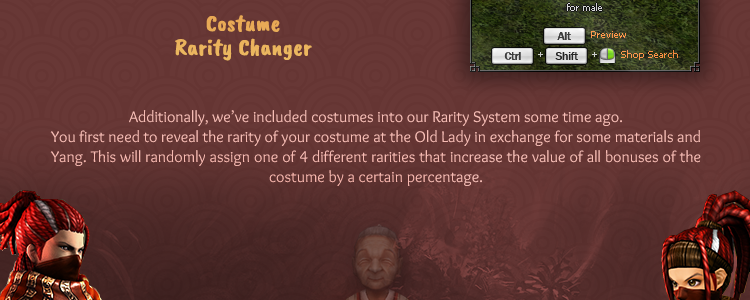 Costume
Rarity Changer
for male
Alt Preview
Ctrl + Shift + Shop Search
Additionally, we've included costumes into our Rarity System some time ago.
You first need to reveal the rarity of your costume at the Old Lady in exchange for some materials and
Yang. This will randomly assign one of 4 different rarities that increase the value of all bonuses of the
costume by a certain percentage.